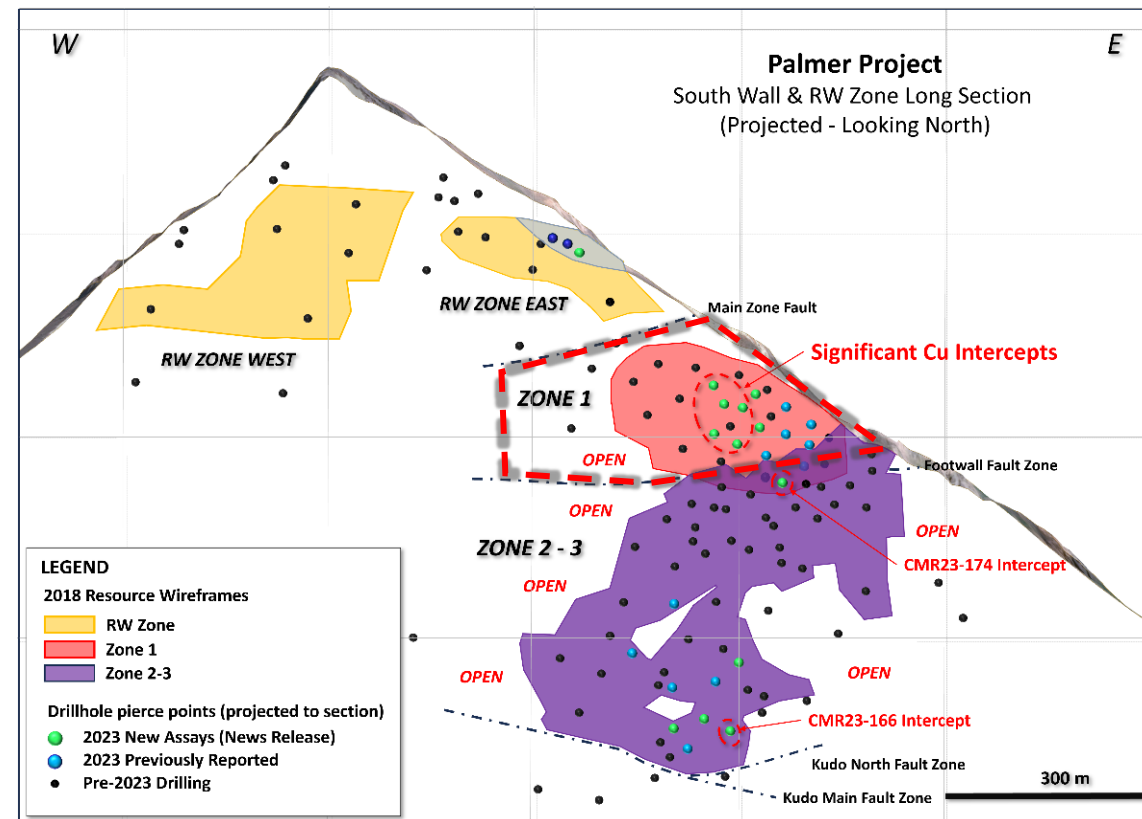 W
E
Palmer Project
South Wall & RW Zone Long Section
(Projected - Looking North)
RW ZONE EAST
RW ZONE WEST
Main Zone Fault
Significant Cu Intercepts
ZONE 1
OPEN
Footwall Fault Zone
OPEN
OPEN
ZONE 2 - 3
CMR23-174 Intercept
OPEN
OPEN
OPEN
CMR23-166 Intercept
Kudo North Fault Zone
Kudo Main Fault Zone
300 m
LEGEND
2018 Resource Wireframes
RW Zone
Zone 1
Zone 2-3
Drillhole pierce points (projected to section)
2023 New Assays (News Release)
2023 Previously Reported
Pre-2023 Drilling